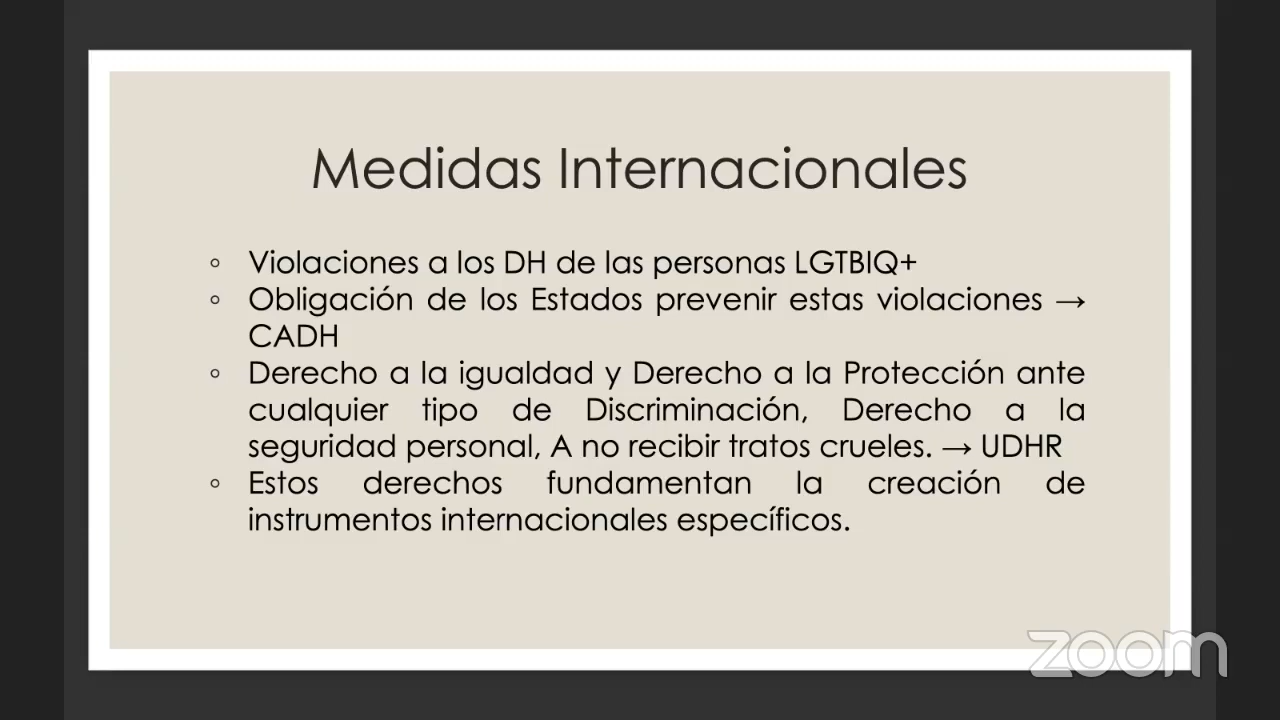 Medidas Internacionales
◦ Violaciones a los DH de las personas LGTBIQ+
◦ Obligación de los Estados prevenir estas violaciones →
CADH
◦ Derecho a la igualdad y Derecho a la Protección ante
cualquier tipo de Discriminación, Derecho a la
seguridad personal, A no recibir tratos crueles. → UDHR
◦ Estos derechos fundamentan la creación de
instrumentos internacionales específicos.
zoom